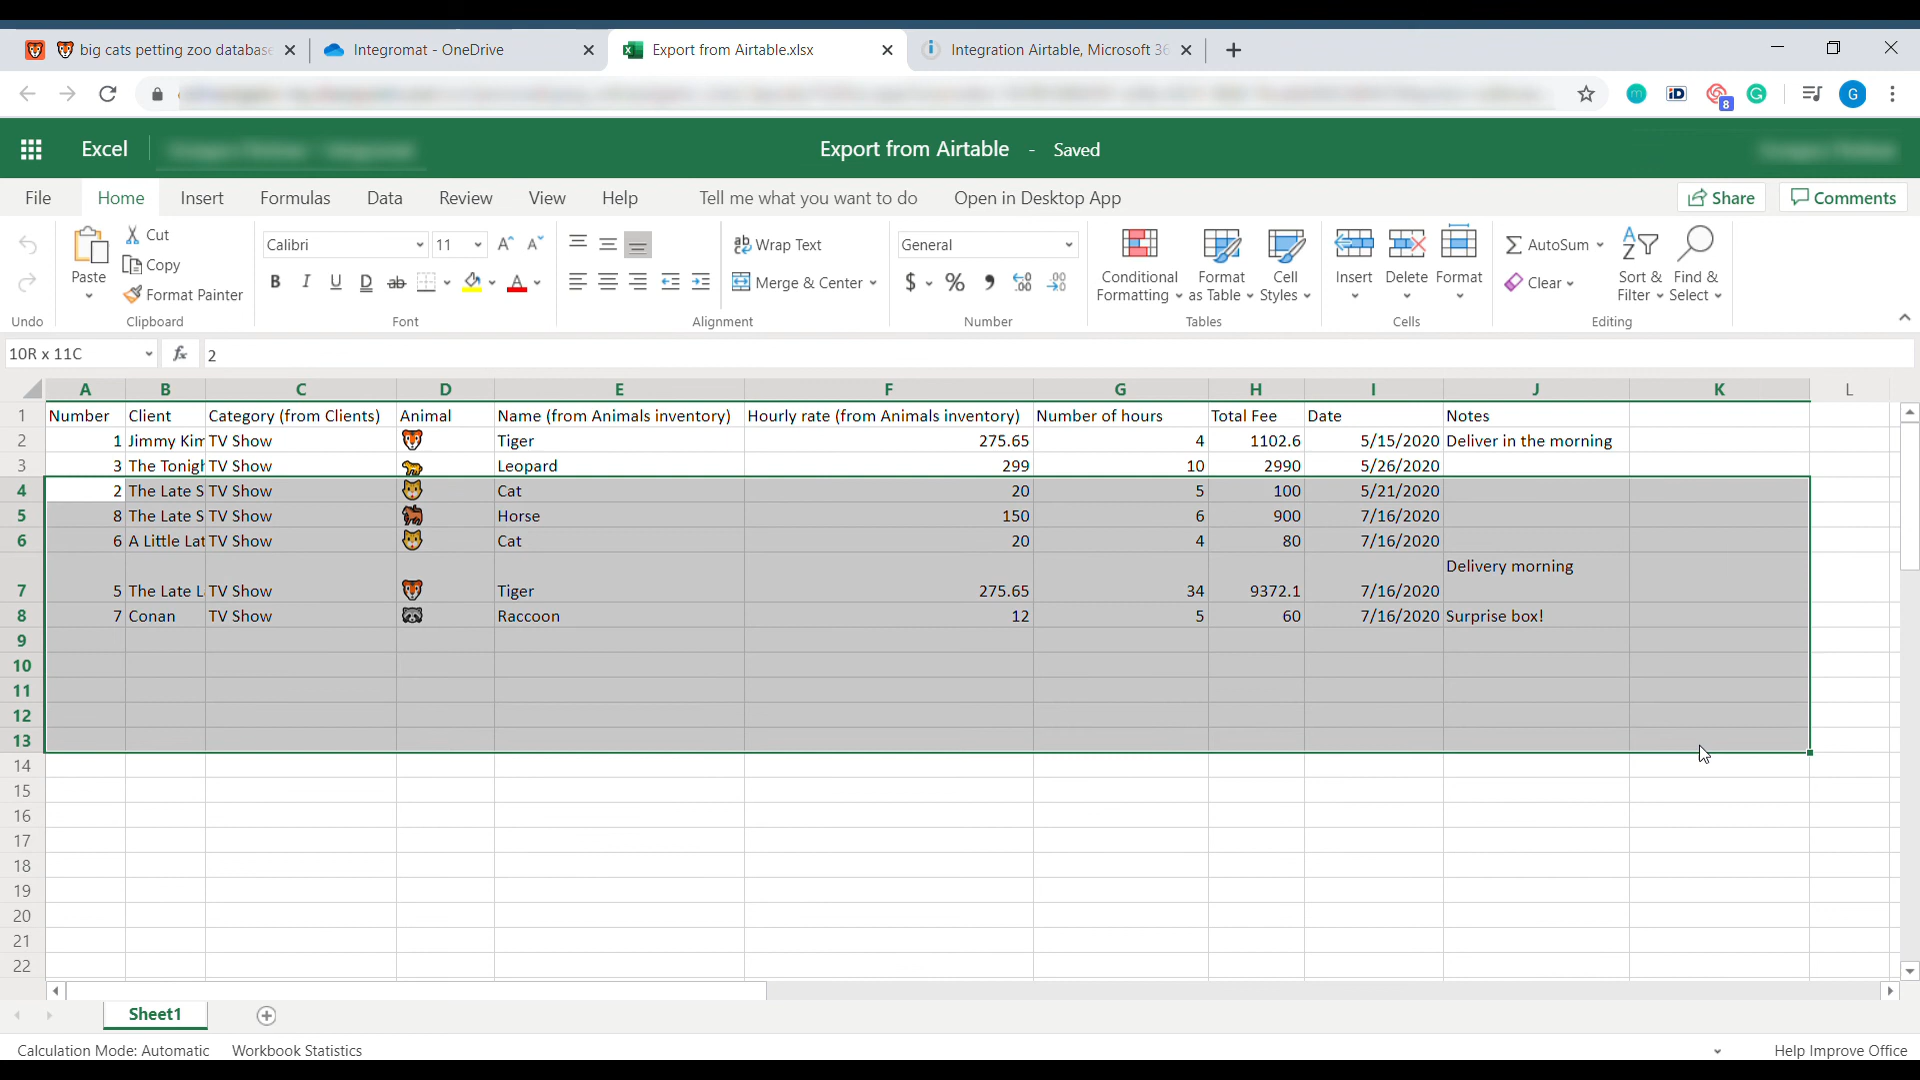 big cats petting zoo database
Integromat - OneDrive
Export from Airtable.xlsx
Integration Airtable, Microsoft 36
8
G
Excel
Export from Airtable - Saved
File Home Insert Formulas Data Review View Help Tell me what you want to do Open in Desktop App Share Comments
Undo
Paste
Cut
Copy
Format Painter
Clipboard
Calibri 11
B I U D ab
Font
ab Wrap Text
Merge & Center
Alignment
General
$ % 9 .00
Number
Conditional Formatting
Format as Table
Cell Styles
Tables
Insert Delete Format
Cells
AutoSum
Clear
Sort & Filter
Find & Select
Editing
10R x 11C fx 2
A B C D E F G H I J K L
1 Number Client Category (from Clients) Animal Name (from Animals inventory) Hourly rate (from Animals inventory) Number of hours Total Fee Date Notes
2 1 Jimmy Kim TV Show Tiger 275.65 4 1102.6 5/15/2020 Deliver in the morning
3 3 The Tonigh TV Show Leopard 299 10 2990 5/26/2020
4 2 The Late S TV Show Cat 20 5 100 5/21/2020
5 8 The Late S TV Show Horse 150 6 900 7/16/2020
6 6 A Little Lat TV Show Cat 20 4 80 7/16/2020
Delivery morning
7 5 The Late L TV Show Tiger 275.65 34 9372.1 7/16/2020
8 7 Conan TV Show Raccoon 12 5 60 7/16/2020 Surprise box!
9
10
11
12
13
14
15
16
17
18
19
20
21
22
Sheet1
Calculation Mode: Automatic Workbook Statistics Help Improve Office